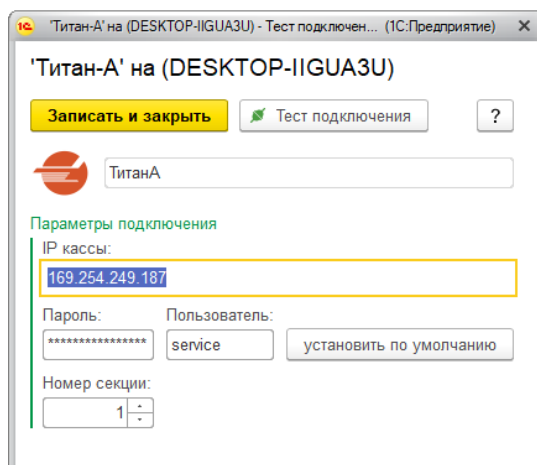 1С 'Титан-А' на (DESKTOP-IIGUA3U) - Тест подключен... (1С:Предприятие)
'Титан-А' на (DESKTOP-IIGUA3U)
Записать и закрыть Тест подключения ?
ТитанА
Параметры подключения
IP кассы:
169.254.249.187
Пароль: Пользователь:
**************** service установить по умолчанию
Номер секции:
1